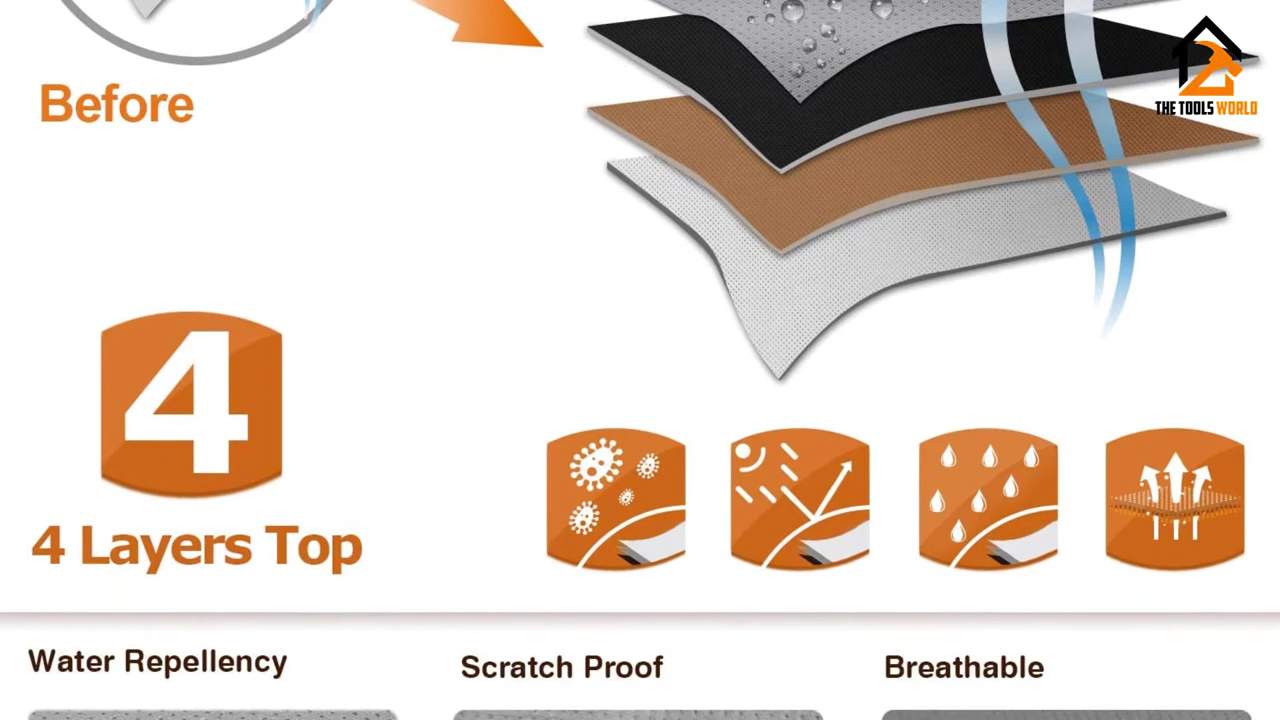 Before
THE TOOLS WORLD
4
4 Layers Top
Water Repellency
Scratch Proof
Breathable